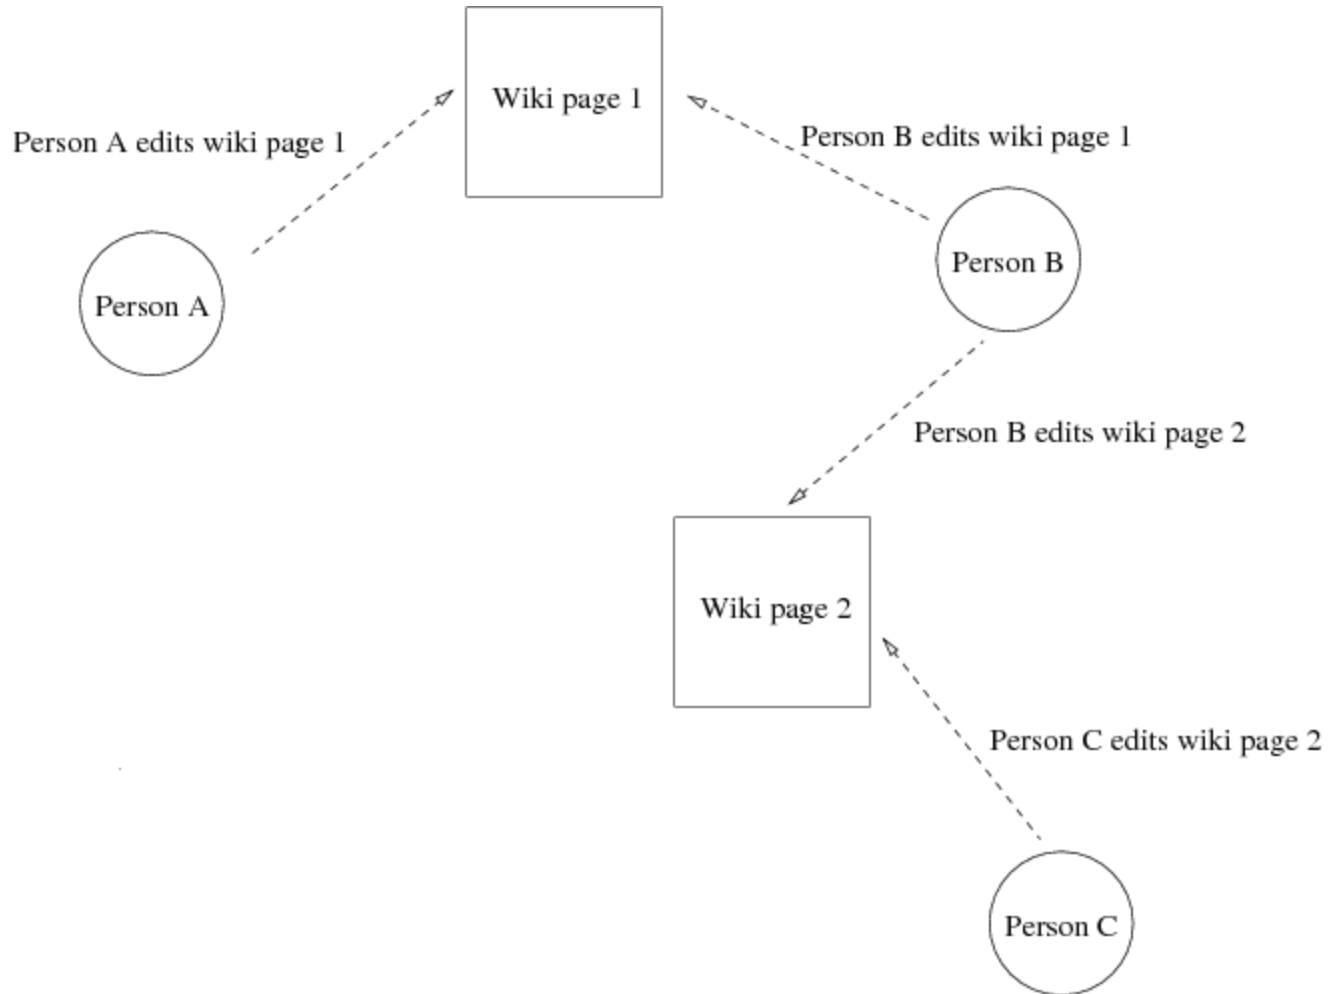 Wiki page 1
Person A edits wiki page 1
Person B edits wiki page 1
Person B
Person A
Person B edits wiki page 2
Wiki page 2
Person C edits wiki page 2
Person C